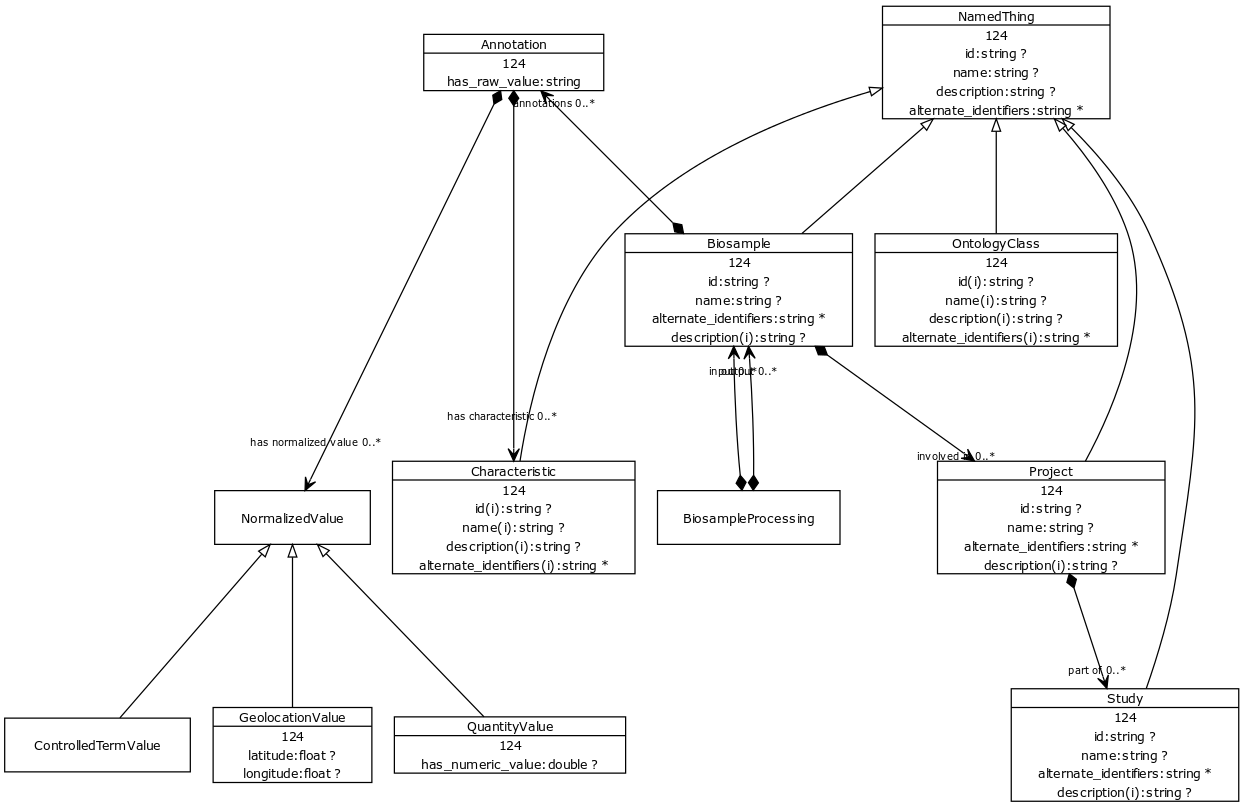 NamedThing
124
id:string ?
name:string ?
description:string ?
alternate_identifiers:string *
Annotation
124
has_raw_value:string
annotations 0..*
Biosample
124
id:string ?
name:string ?
alternate_identifiers:string *
description(i):string ?
OntologyClass
124
id(i):string ?
name(i):string ?
description(i):string ?
alternate_identifiers(i):string *
input 0..*
output 0..*
has characteristic 0..*
has normalized value 0..*
involved in 0..*
Characteristic
124
id(i):string ?
name(i):string ?
description(i):string ?
alternate_identifiers(i):string *
NormalizedValue
BiosampleProcessing
Project
124
id:string ?
name:string ?
alternate_identifiers:string *
description(i):string ?
part of 0..*
ControlledTermValue
GeolocationValue
124
latitude:float ?
longitude:float ?
QuantityValue
124
has_numeric_value:double ?
Study
124
id:string ?
name:string ?
alternate_identifiers:string *
description(i):string ?